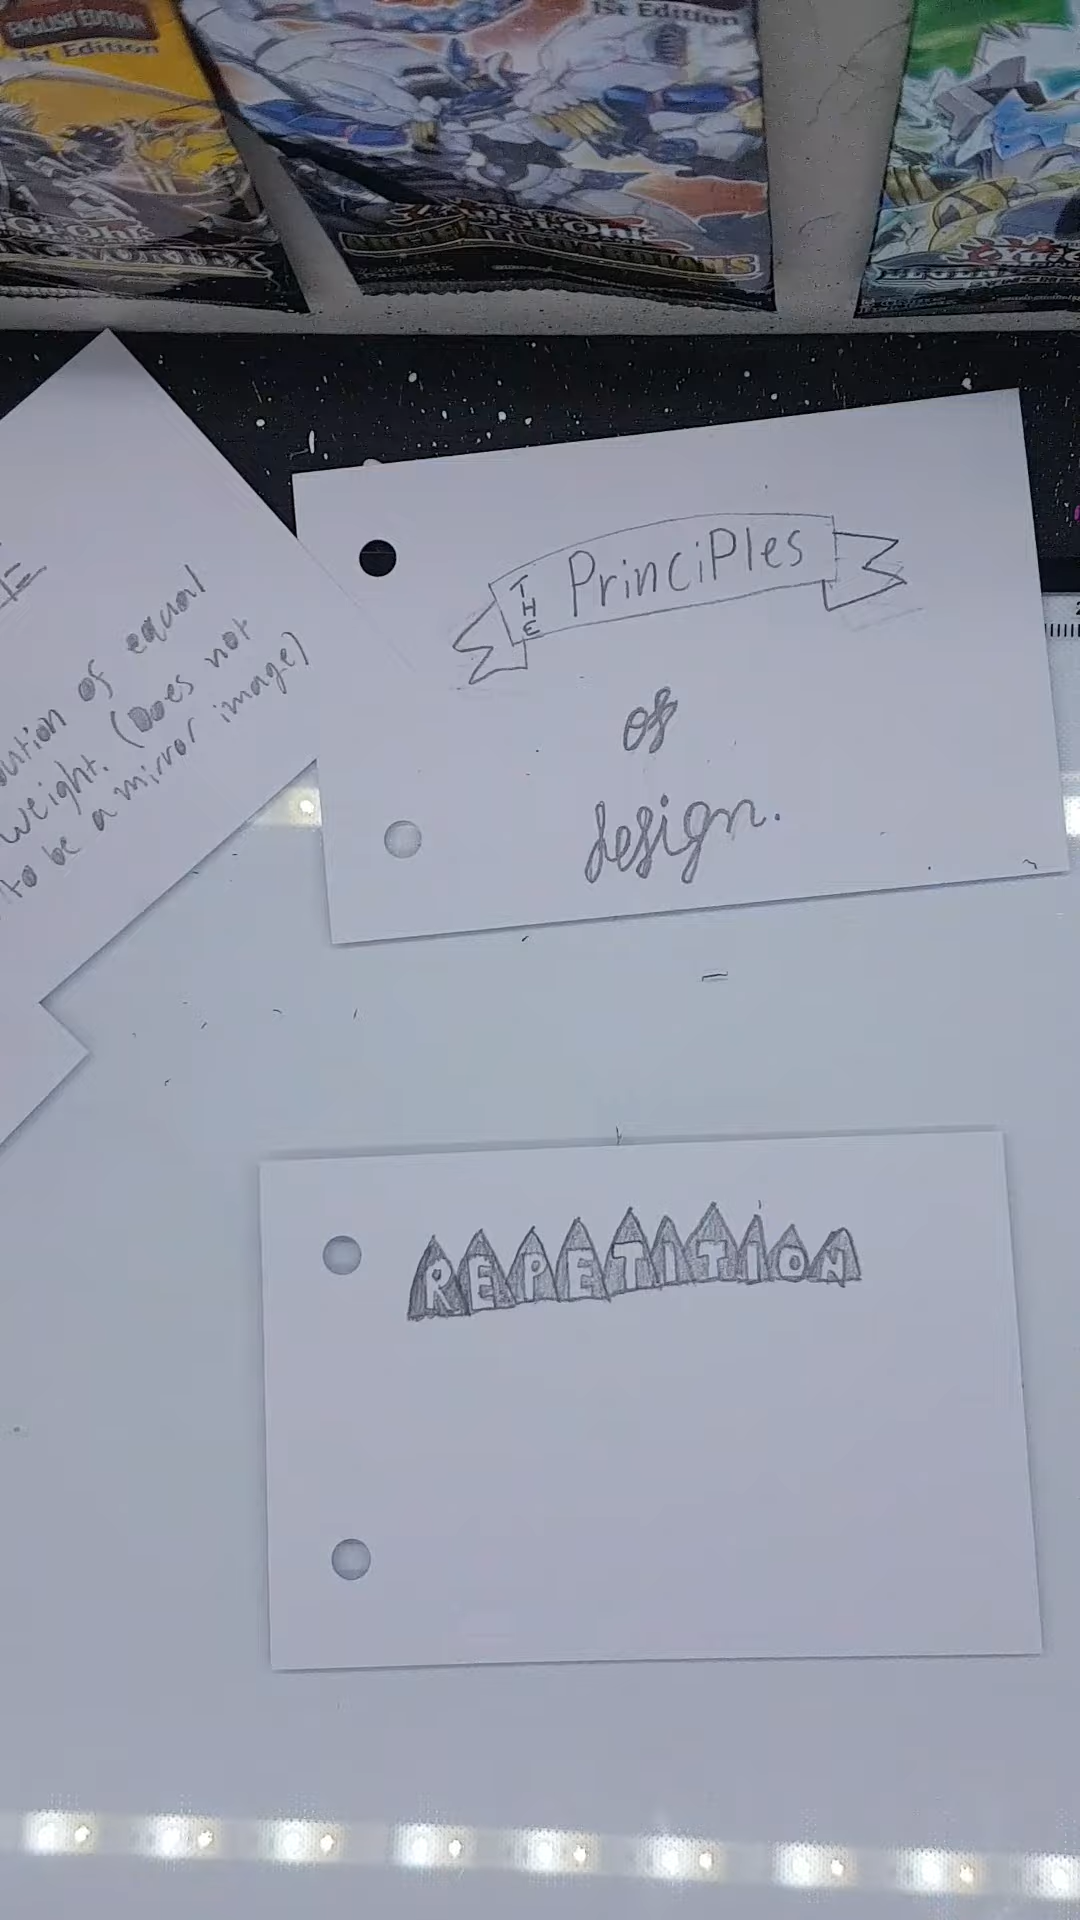 ENGLISH EDITION
1st Edition
1st Edition
THE PrinciPles
of
design.
equal
of
weight. (Does not
to be a mirror image)
REPETITION